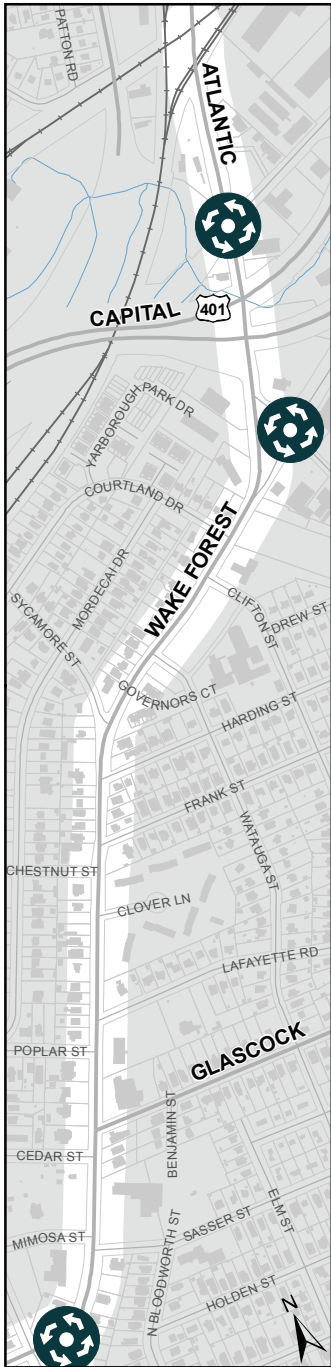 PATTON RD
ATLANTIC
CAPITAL
401
YARBOROUGH
PARK DR
COURTLAND DR
MORDECAI DR
WAKE FOREST
SYCAMORE ST
CLIFTON ST
DREW ST
GOVERNORS CT
HARDING ST
FRANK ST
WATAUGA ST
CHESTNUT ST
CLOVER LN
LAFAYETTE RD
POPLAR ST
GLASCOCK
BENJAMIN ST
CEDAR ST
ELM ST
SASSER ST
MIMOSA ST
N BLOODWORTH ST
HOLDEN ST
N